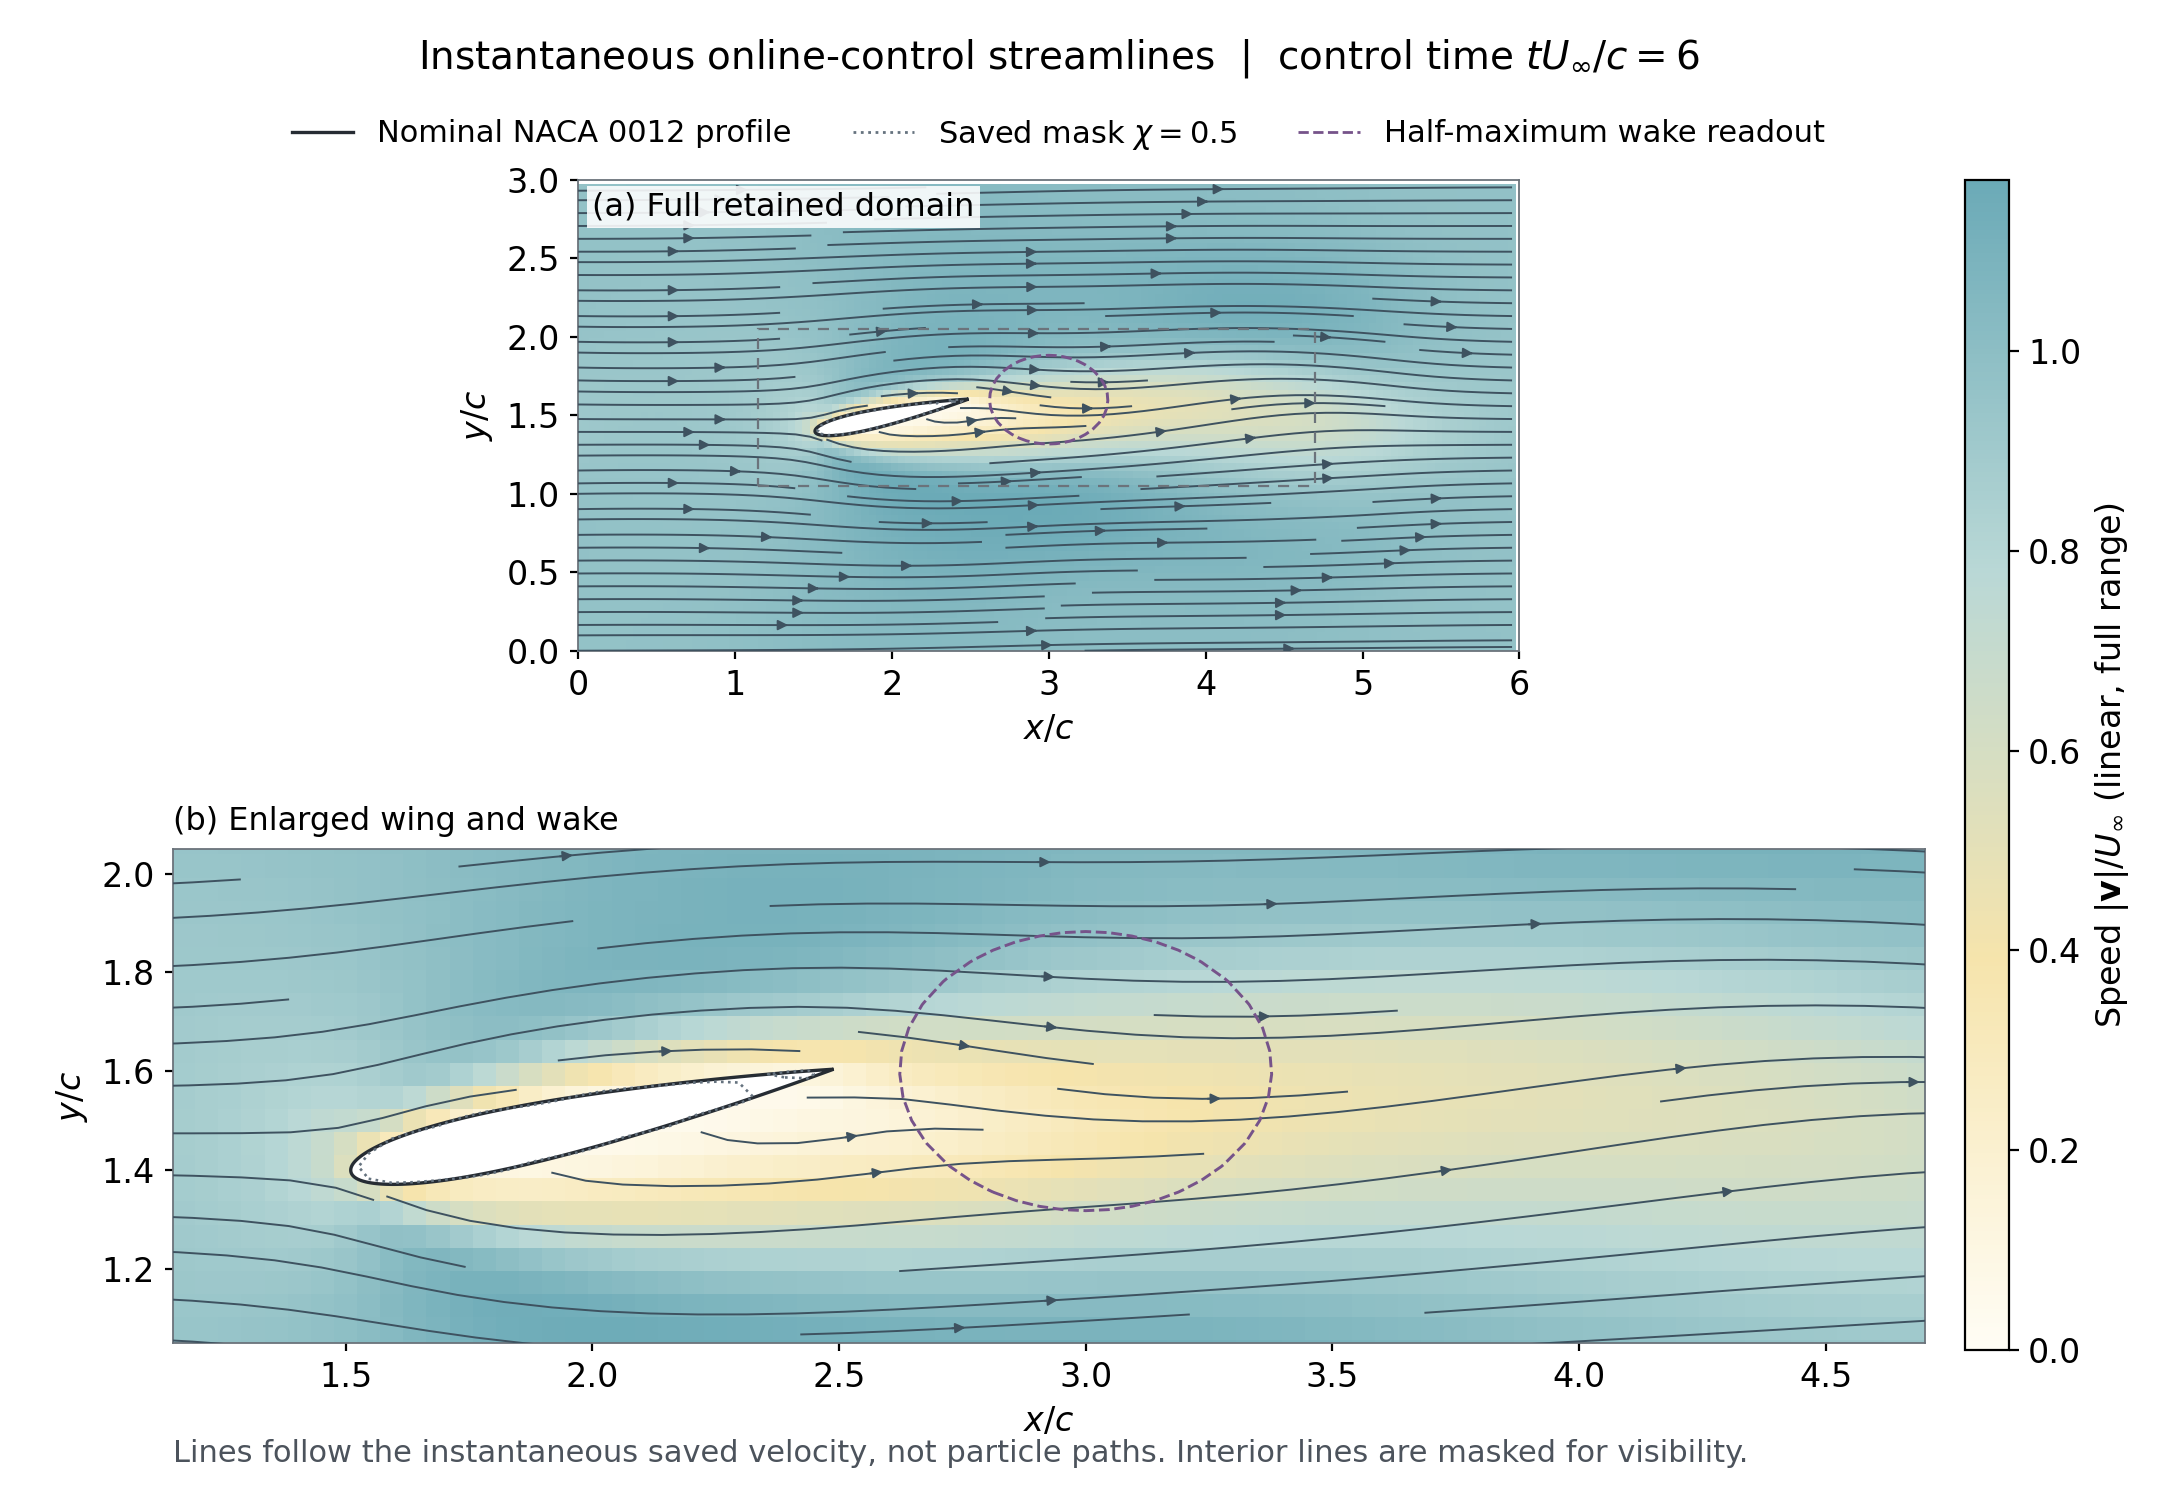 Instantaneous online-control streamlines | control time tU∞/c = 6
Nominal NACA 0012 profile
Saved mask χ = 0.5
Half-maximum wake readout
(a) Full retained domain
3.0
2.5
2.0
1.5
1.0
0.5
0.0
y/c
0 1 2 3 4 5 6
x/c
(b) Enlarged wing and wake
2.0
1.8
1.6
1.4
1.2
y/c
1.5 2.0 2.5 3.0 3.5 4.0 4.5
x/c
1.0
0.8
0.6
0.4
0.2
0.0
Speed |v|/U∞ (linear, full range)
Lines follow the instantaneous saved velocity, not particle paths. Interior lines are masked for visibility.